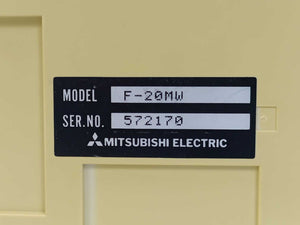 MODEL F-20MW
SER.NO. 572170
MITSUBISHI ELECTRIC